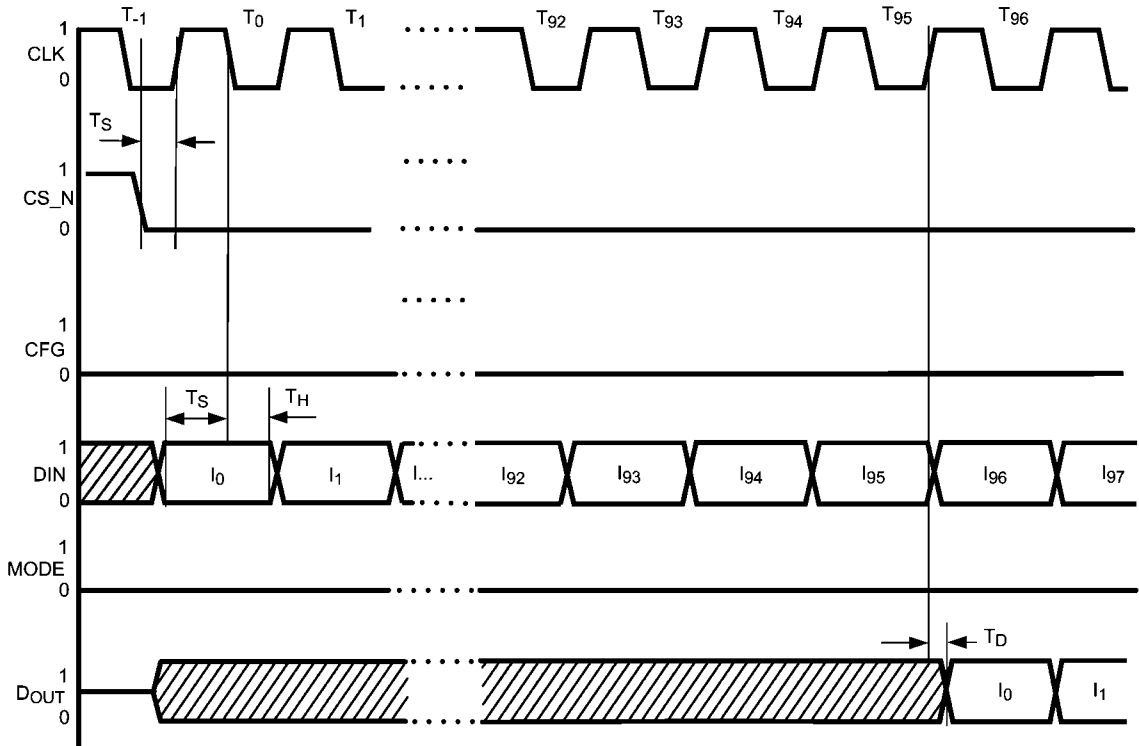 T-1 T0 T1 T92 T93 T94 T95 T96
1
CLK
0
TS
1
CS_N
0
1
CFG
0
TS TH
1
DIN I0 I1 I... I92 I93 I94 I95 I96 I97
0
1
MODE
0
TD
1
DOUT I0 I1
0